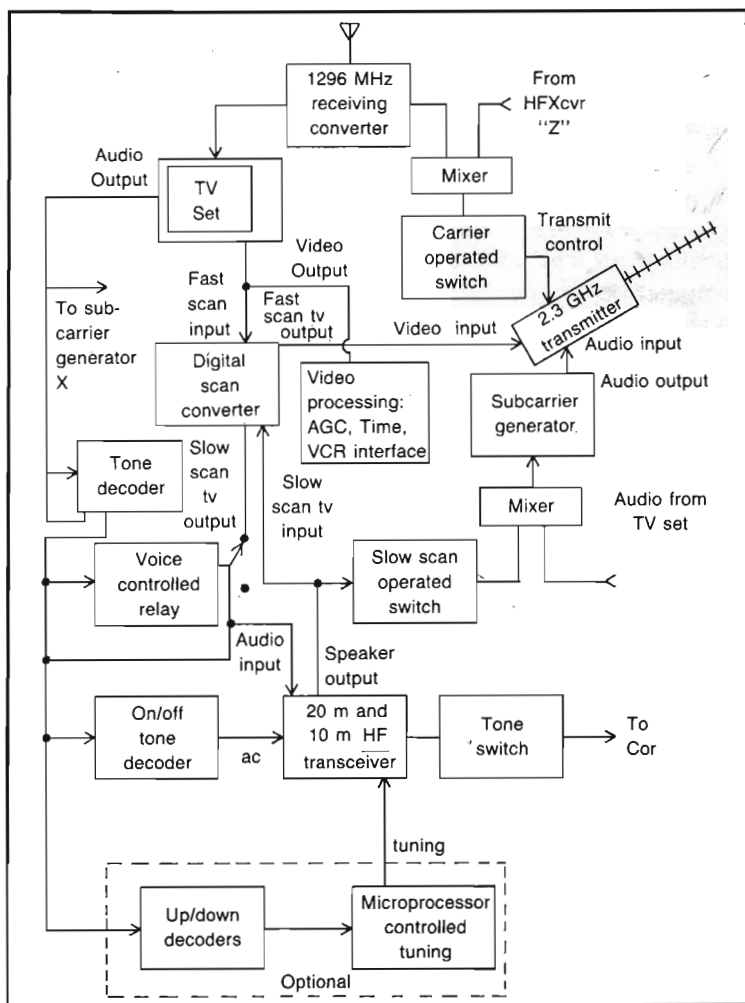 1296 MHz
receiving
converter
From
HFXcvr
"Z"
Audio
Output
TV
Set
Mixer
Carrier
operated
switch
Transmit
control
Video
Output
Fast
scan
input
Fast
scan tv
output
Video input
2.3 GHz
transmitter
To sub-
carrier
generator
X
Digital
scan
converter
Video
processing:
AGC, Time,
VCR interface
Audio input
Audio output
Subcarrier
generator
Tone
decoder
Slow
scan
tv
output
Slow
scan tv
input
Mixer
Audio from
TV set
Voice
controlled
relay
Slow scan
operated
switch
Audio
input
Speaker
output
On/off
tone
decoder
ac
20 m and
10 m HF
transceiver
Tone
switch
To
Cor
tuning
Up/down
decoders
Microprocessor
controlled
tuning
Optional